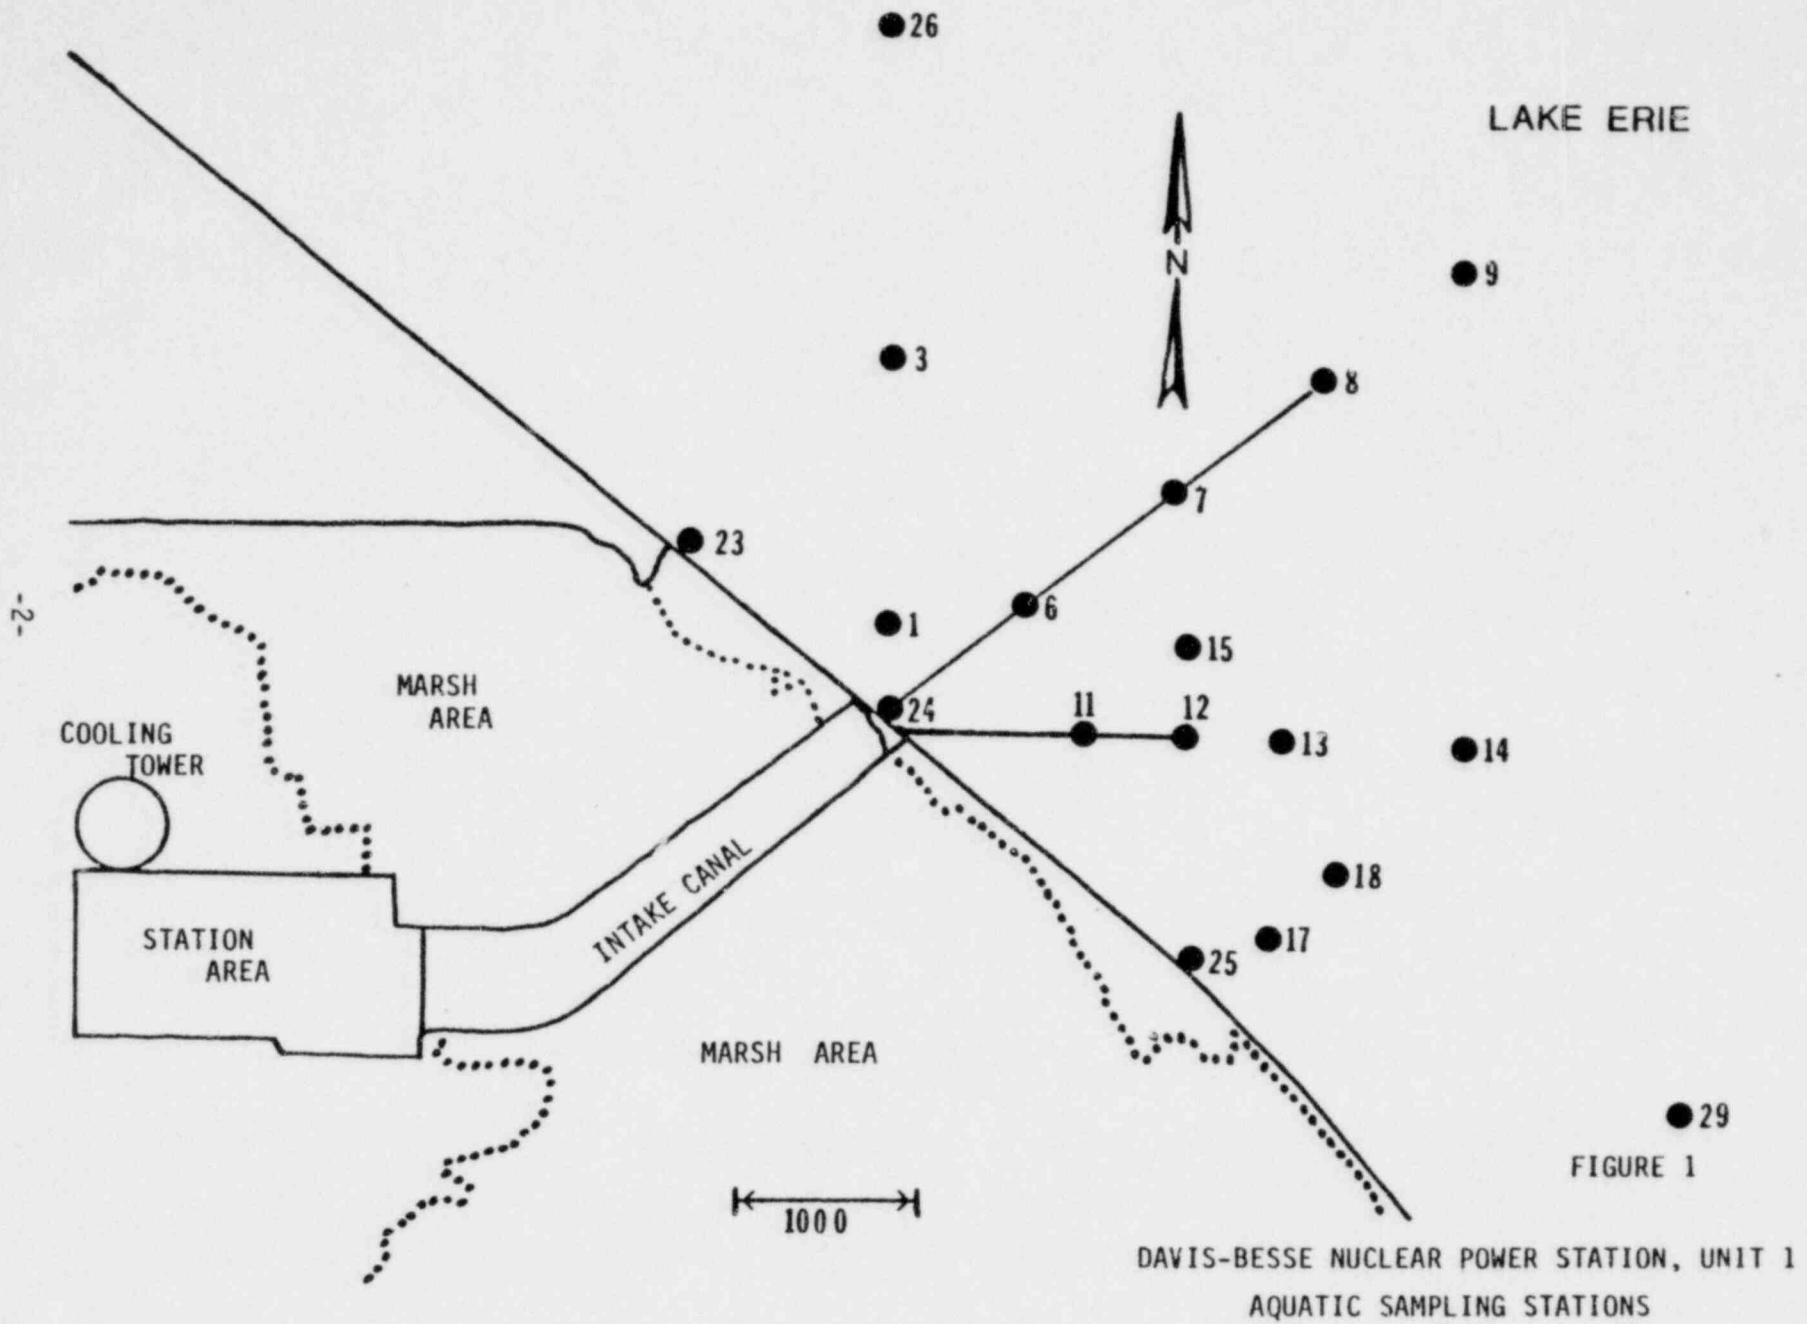 26
LAKE ERIE
N
9
3
8
7
23
6
1
15
24
11
12
13
14
MARSH
AREA
COOLING
TOWER
-2-
INTAKE CANAL
18
17
25
STATION
AREA
MARSH AREA
29
FIGURE 1
1000
DAVIS-BESSE NUCLEAR POWER STATION, UNIT 1
AQUATIC SAMPLING STATIONS